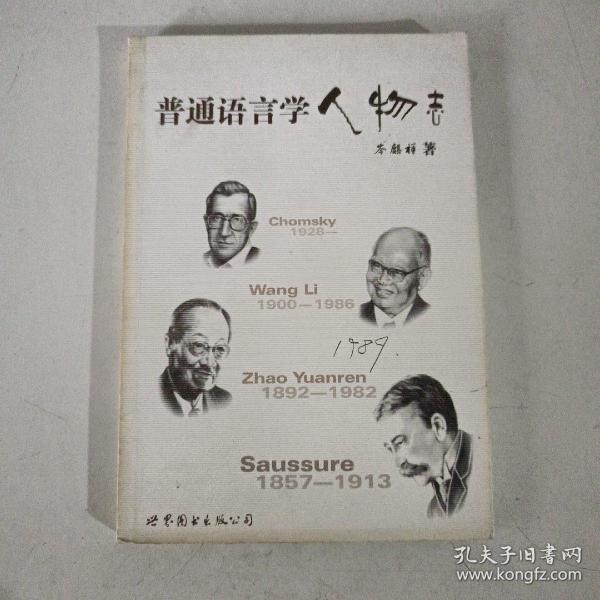 普通语言学人物志
岑麒祥 著
Chomsky
1928—
Wang Li
1900—1986
1989.
Zhao Yuanren
1892—1982
Saussure
1857—1913
世界图书出版公司
孔夫子旧书网
www.kongfz.com